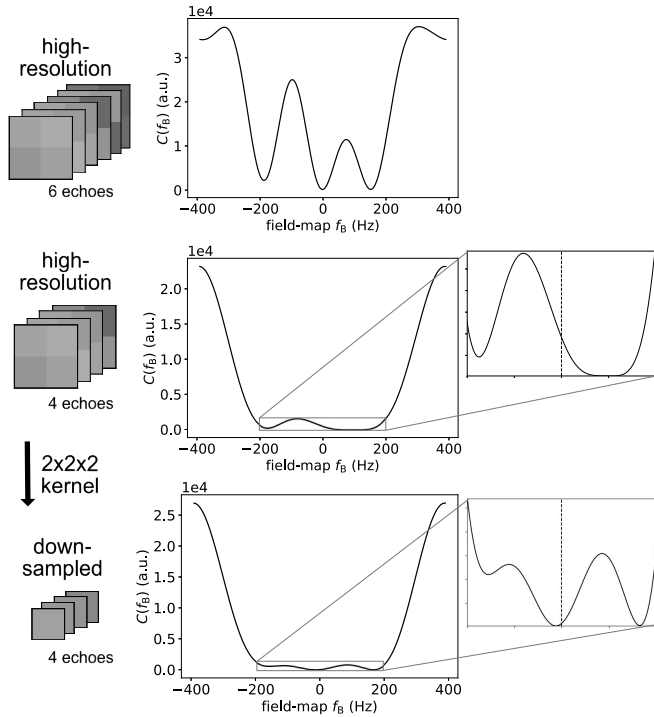 high-
resolution
6 echoes
1e4
3
2
1
0
C(f_B) (a.u.)
−400 −200 0 200 400
field-map f_B (Hz)
high-
resolution
4 echoes
1e4
2.0
1.5
1.0
0.5
0.0
C(f_B) (a.u.)
−400 −200 0 200 400
field-map f_B (Hz)
2x2x2
kernel
down-
sampled
4 echoes
1e4
2.5
2.0
1.5
1.0
0.5
0.0
C(f_B) (a.u.)
−400 −200 0 200 400
field-map f_B (Hz)